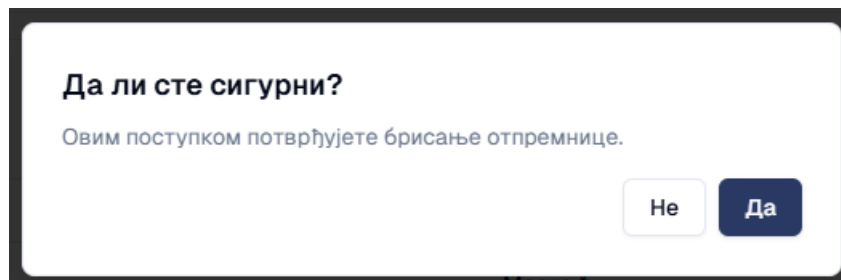 Да ли сте сигурни?
Овим поступком потврђујете брисање отпремнице.
Не
Да